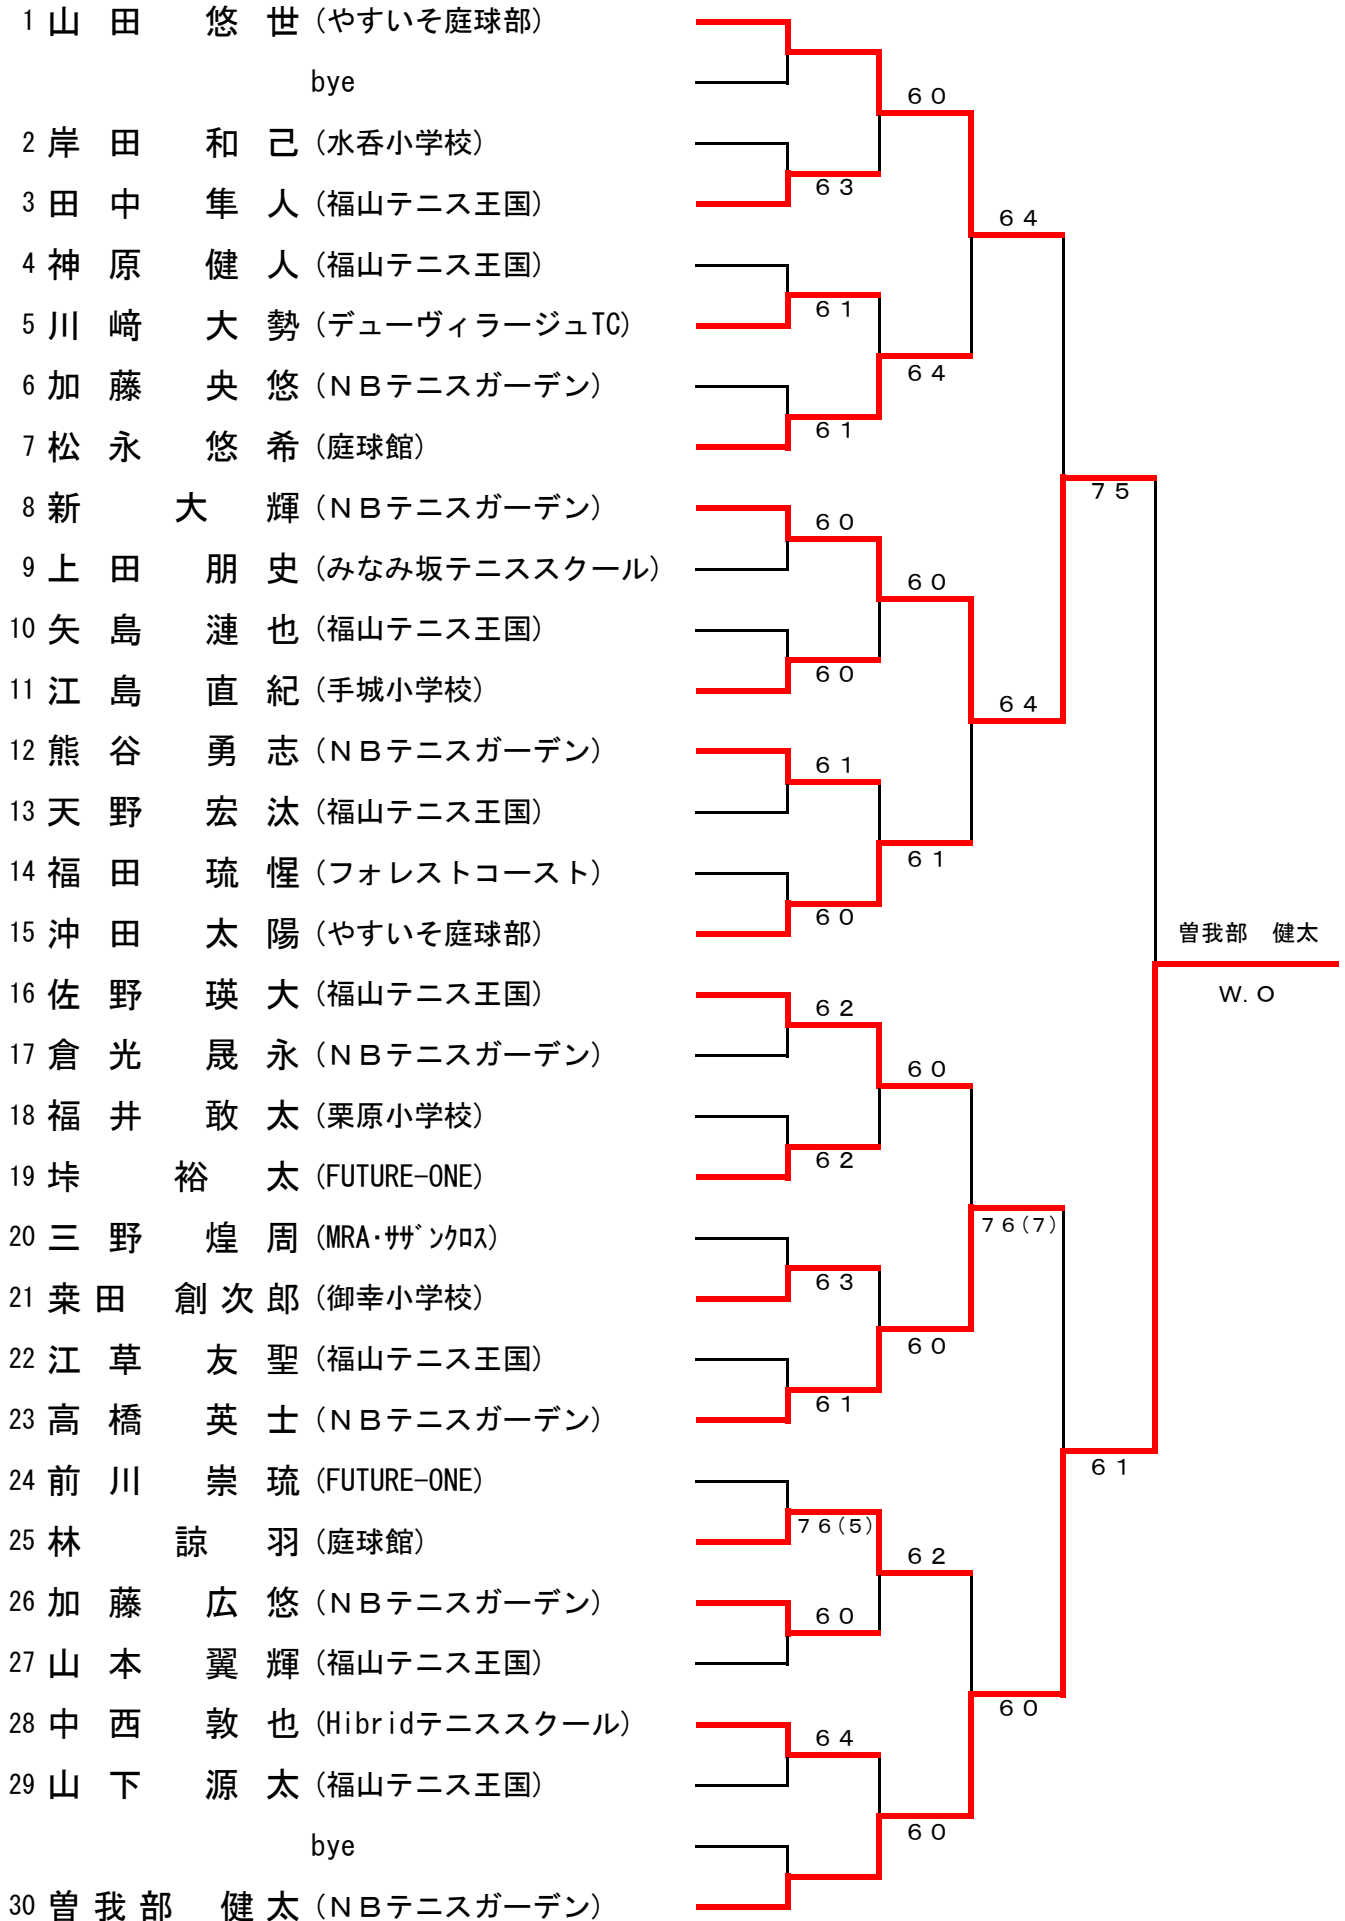 1 山田 悠世 (やすいそ庭球部)
bye
60
2 岸田 和己 (水呑小学校)
63
3 田中 隼人 (福山テニス王国)
64
4 神原 健人 (福山テニス王国)
61
5 川﨑 大勢 (デューヴィラージュTC)
64
6 加藤 央悠 (NBテニスガーデン)
61
7 松永 悠希 (庭球館)
75
8 新 大輝 (NBテニスガーデン)
60
9 上田 朋史 (みなみ坂テニススクール)
60
10 矢島 漣也 (福山テニス王国)
60
11 江島 直紀 (手城小学校)
64
12 熊谷 勇志 (NBテニスガーデン)
61
13 天野 宏汰 (福山テニス王国)
61
14 福田 琉惺 (フォレストコースト)
60
15 沖田 太陽 (やすいそ庭球部)
曽我部 健太
16 佐野 瑛大 (福山テニス王国)
W.O
62
17 倉光 晟永 (NBテニスガーデン)
60
18 福井 敢太 (栗原小学校)
62
19 垰 裕太 (FUTURE-ONE)
76(7)
20 三野 煌周 (MRA・ｻｻﾞﾝｸﾛｽ)
63
21 桒田 創次郎 (御幸小学校)
60
22 江草 友聖 (福山テニス王国)
61
23 高橋 英士 (NBテニスガーデン)
61
24 前川 崇琉 (FUTURE-ONE)
76(5)
25 林 諒羽 (庭球館)
62
26 加藤 広悠 (NBテニスガーデン)
60
27 山本 翼輝 (福山テニス王国)
60
28 中西 敦也 (Hibridテニススクール)
64
29 山下 源太 (福山テニス王国)
60
bye
30 曽我部 健太 (NBテニスガーデン)